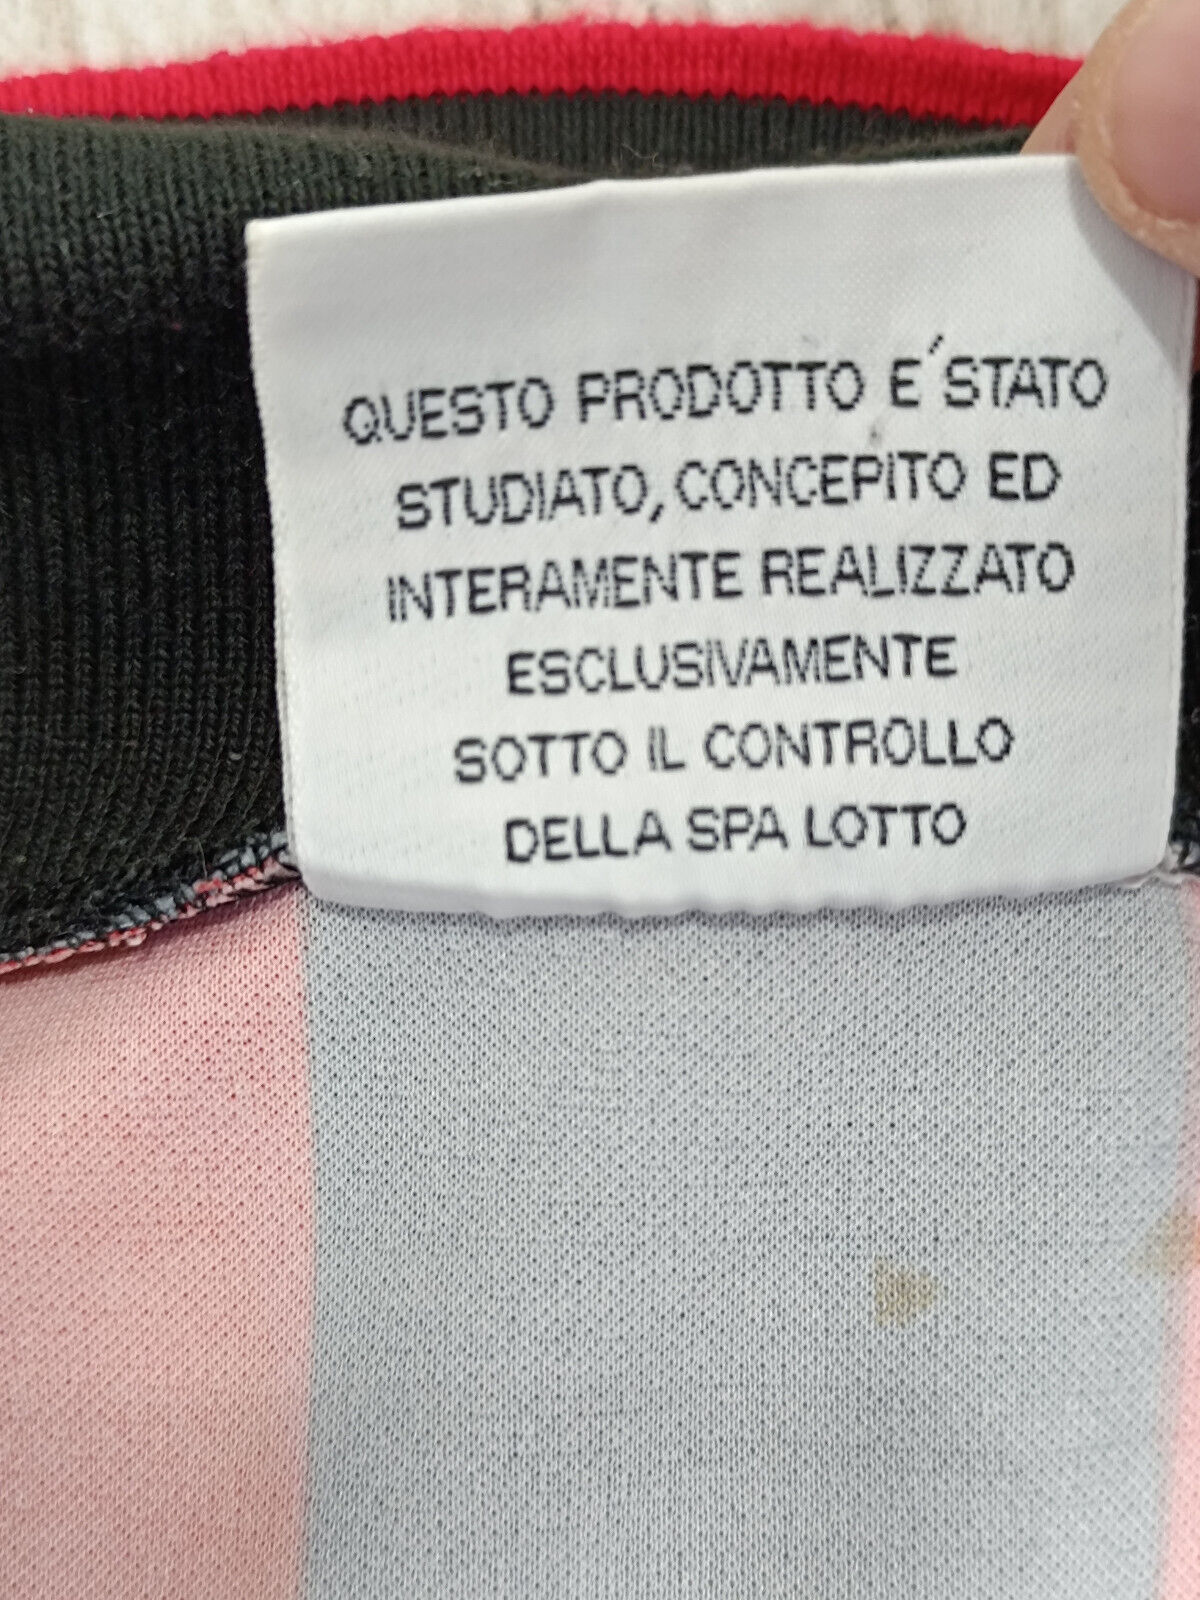 QUESTO PRODOTTO E´ STATO
STUDIATO, CONCEPITO ED
INTERAMENTE REALIZZATO
ESCLUSIVAMENTE
SOTTO IL CONTROLLO
DELLA SPA LOTTO